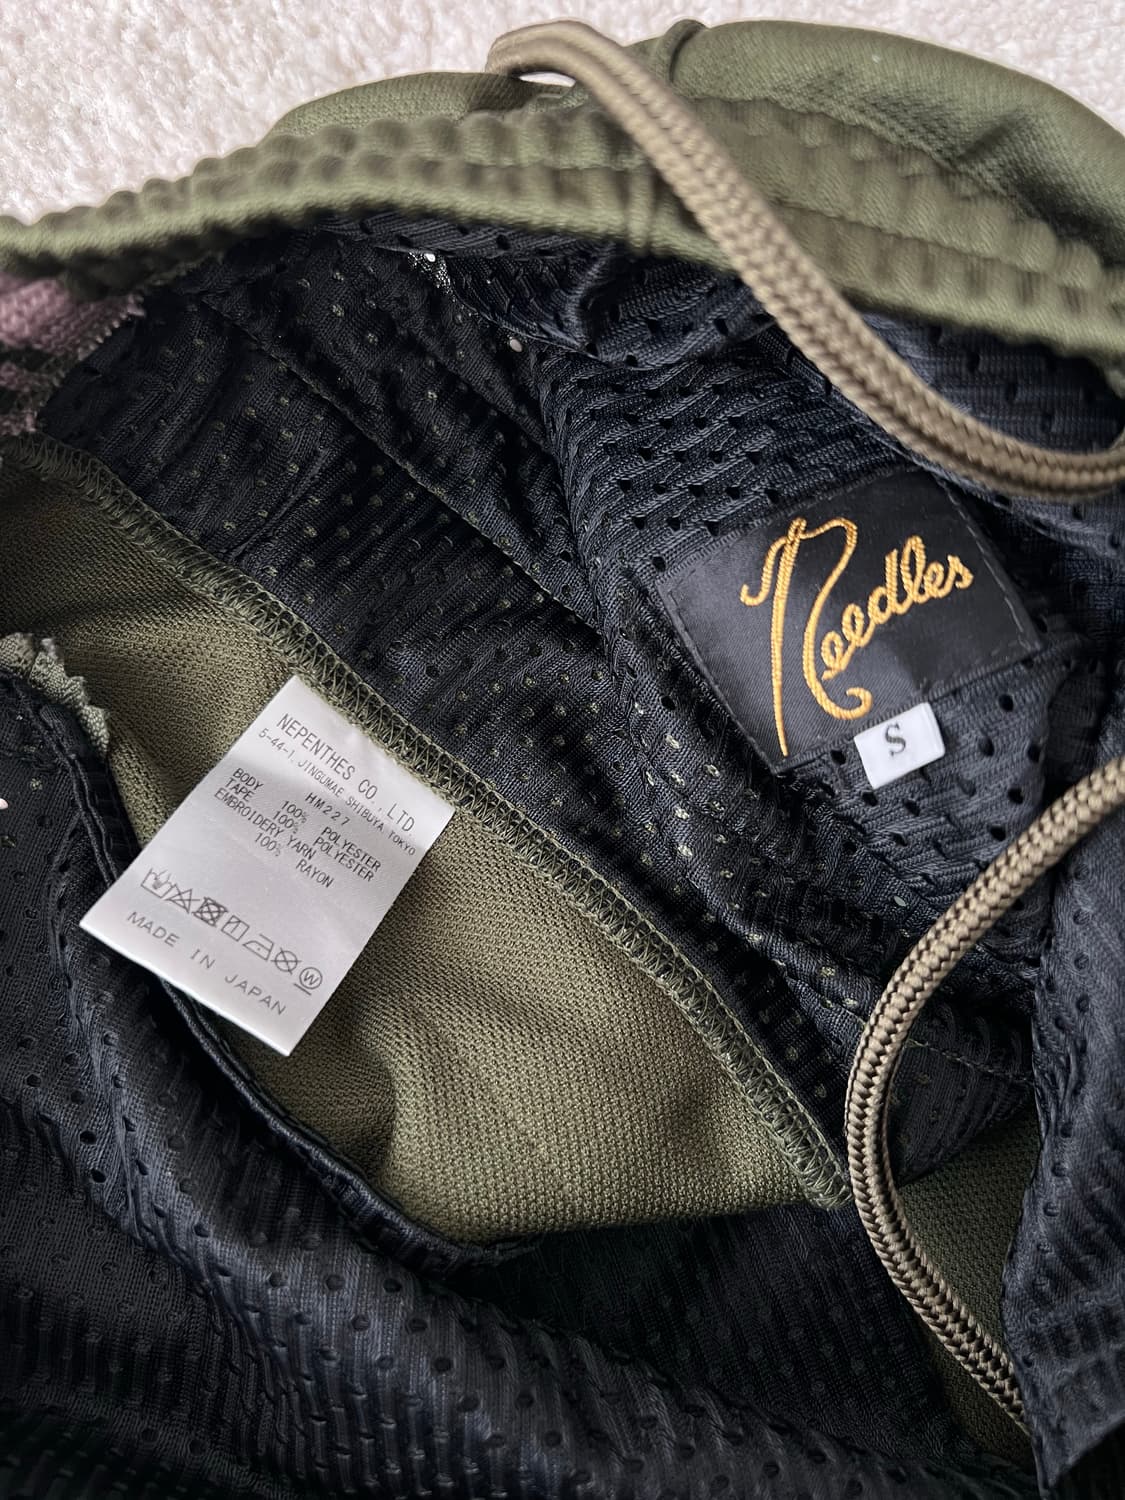 Needles
S
NEPENTHES CO., LTD
5-44-1, JINGUMAE SHIBUYA TOKYO
HM227
BODY 100% POLYESTER
TAPE 100% POLYESTER
EMBROIDERY YARN
100% RAYON
W
MADE IN JAPAN